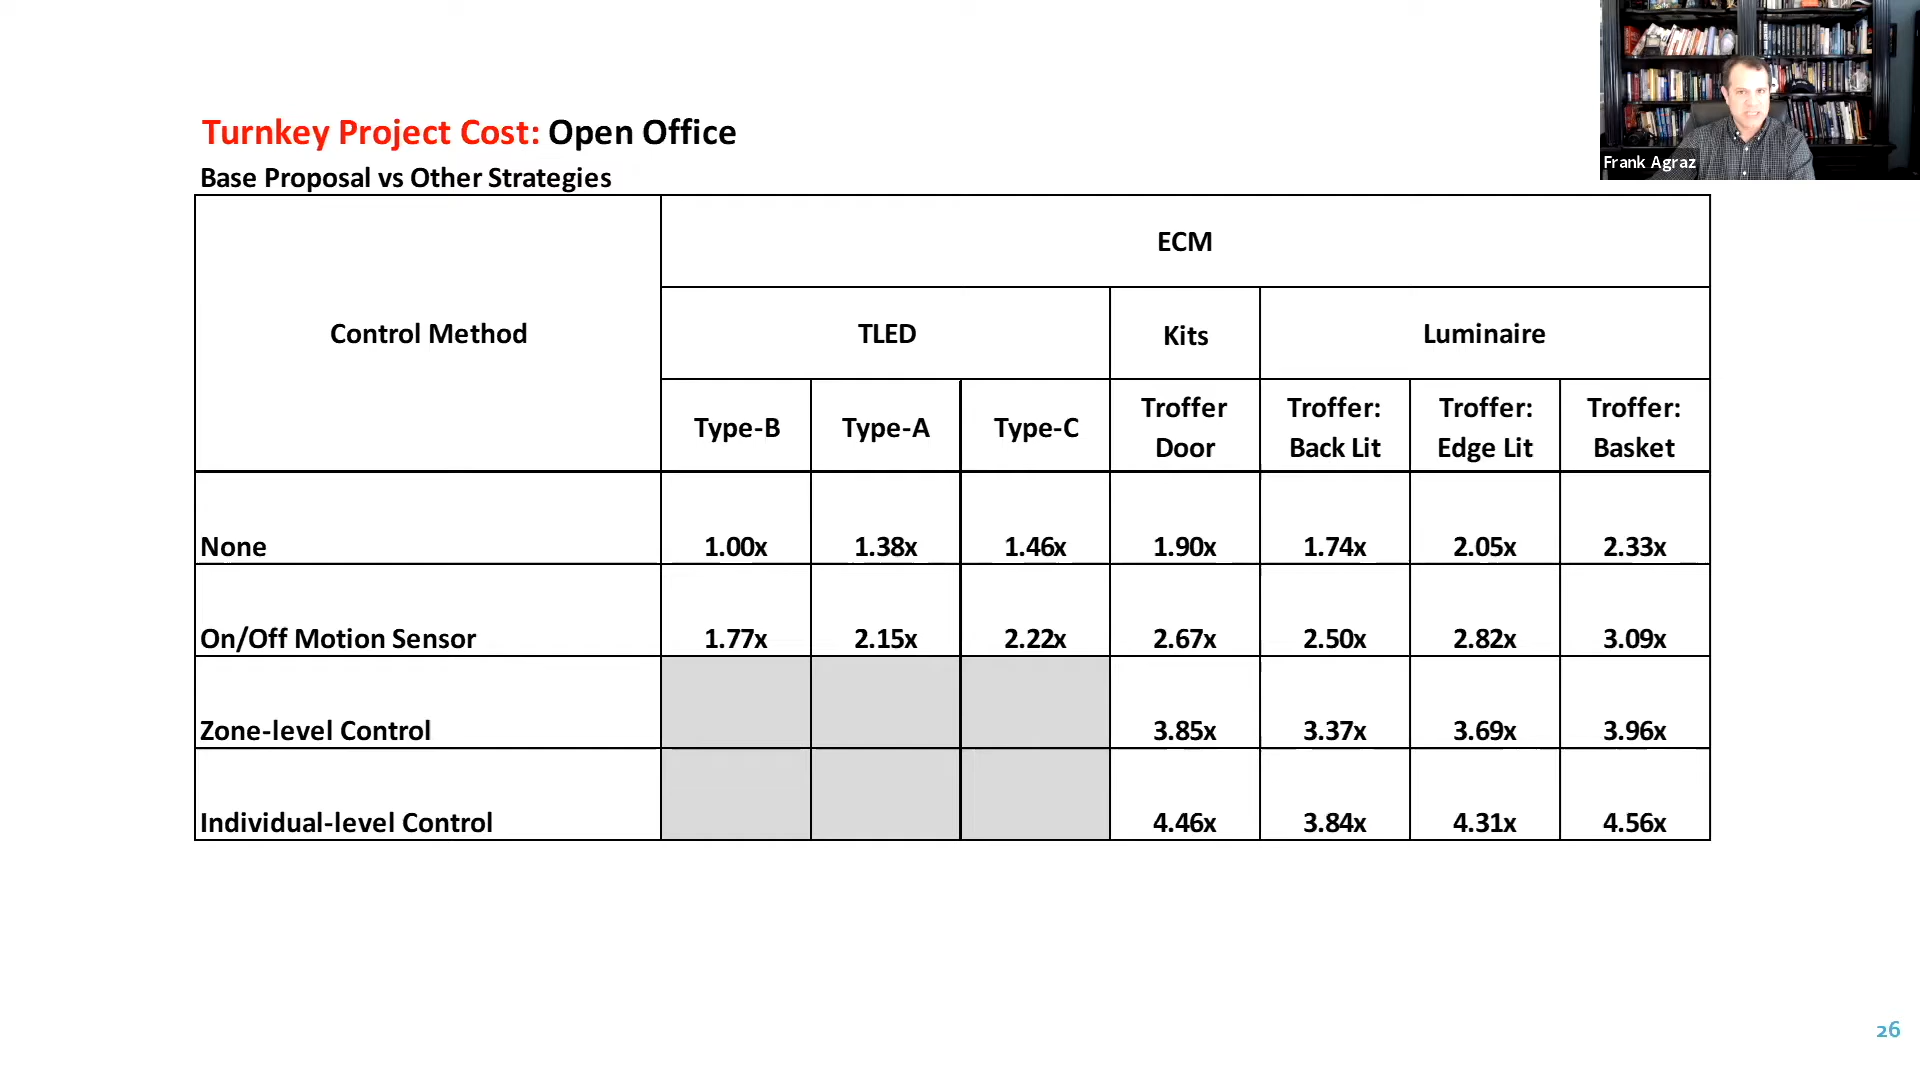 Frank Agraz
Turnkey Project Cost: Open Office
Base Proposal vs Other Strategies
Control Method
ECM
TLED
Kits
Luminaire
Type-B
Type-A
Type-C
Troffer
Door
Troffer:
Back Lit
Troffer:
Edge Lit
Troffer:
Basket
None 1.00x 1.38x 1.46x 1.90x 1.74x 2.05x 2.33x
On/Off Motion Sensor 1.77x 2.15x 2.22x 2.67x 2.50x 2.82x 3.09x
Zone-level Control 3.85x 3.37x 3.69x 3.96x
Individual-level Control 4.46x 3.84x 4.31x 4.56x
26